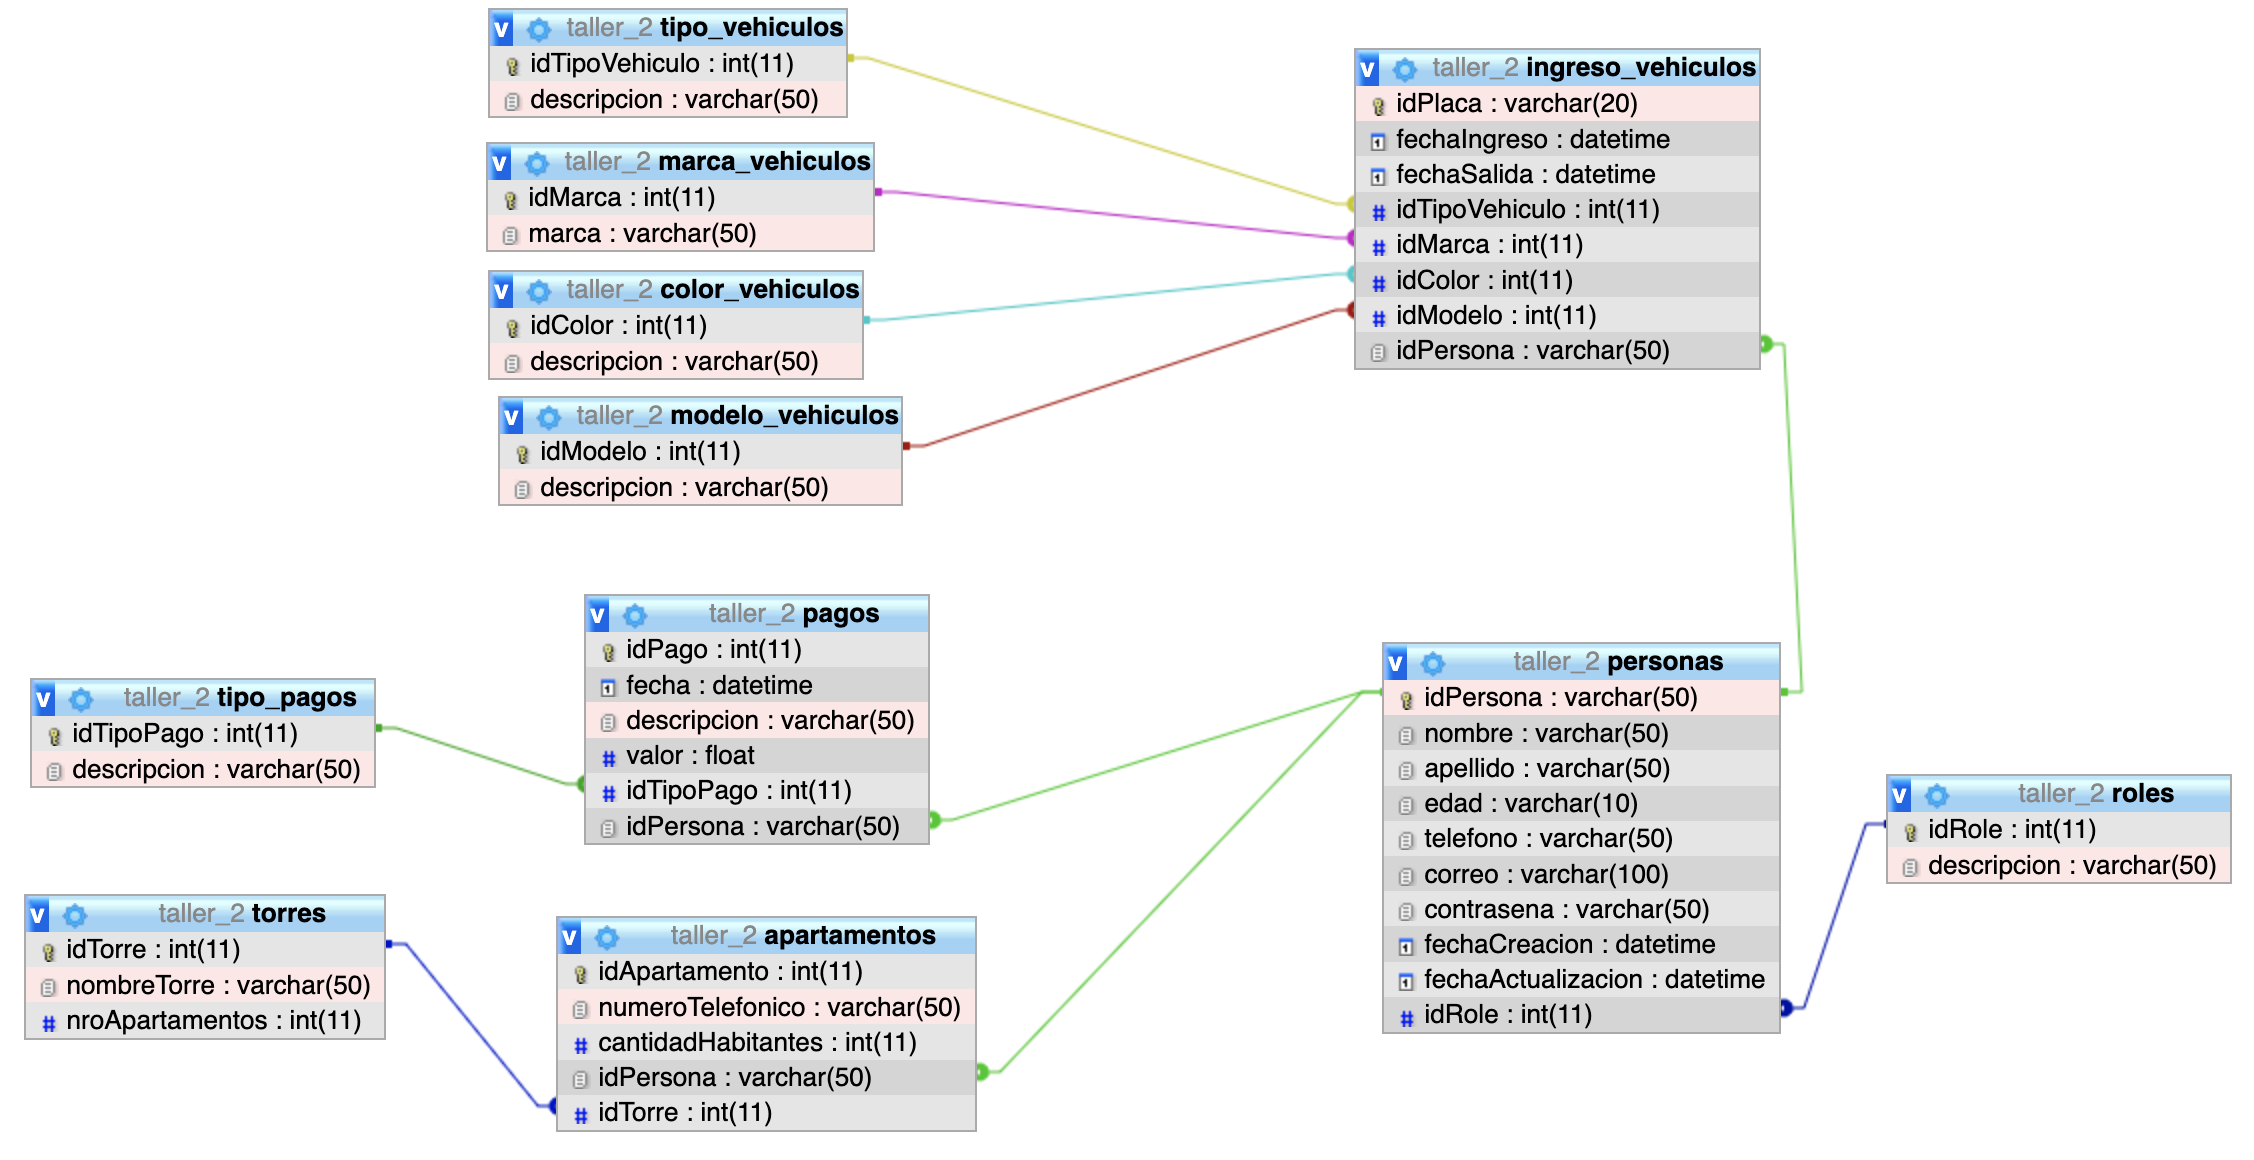 v taller_2 tipo_vehiculos
idTipoVehiculo : int(11)
descripcion : varchar(50)
v taller_2 marca_vehiculos
idMarca : int(11)
marca : varchar(50)
v taller_2 color_vehiculos
idColor : int(11)
descripcion : varchar(50)
v taller_2 modelo_vehiculos
idModelo : int(11)
descripcion : varchar(50)
v taller_2 ingreso_vehiculos
idPlaca : varchar(20)
fechaIngreso : datetime
fechaSalida : datetime
# idTipoVehiculo : int(11)
# idMarca : int(11)
# idColor : int(11)
# idModelo : int(11)
idPersona : varchar(50)
v taller_2 pagos
idPago : int(11)
fecha : datetime
descripcion : varchar(50)
# valor : float
# idTipoPago : int(11)
idPersona : varchar(50)
v taller_2 tipo_pagos
idTipoPago : int(11)
descripcion : varchar(50)
v taller_2 torres
idTorre : int(11)
nombreTorre : varchar(50)
# nroApartamentos : int(11)
v taller_2 apartamentos
idApartamento : int(11)
numeroTelefonico : varchar(50)
# cantidadHabitantes : int(11)
idPersona : varchar(50)
# idTorre : int(11)
v taller_2 personas
idPersona : varchar(50)
nombre : varchar(50)
apellido : varchar(50)
edad : varchar(10)
telefono : varchar(50)
correo : varchar(100)
contrasena : varchar(50)
fechaCreacion : datetime
fechaActualizacion : datetime
# idRole : int(11)
v taller_2 roles
idRole : int(11)
descripcion : varchar(50)